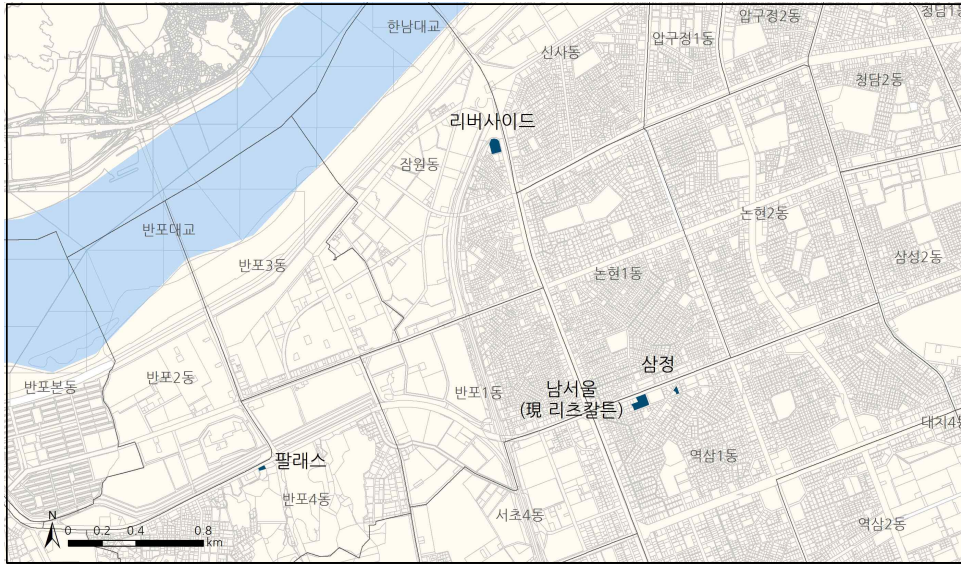 한남대교
압구정2동
청담1동
신사동
압구정1동
청담2동
리버사이드
잠원동
논현2동
반포대교
반포3동
논현1동
삼성2동
삼정
반포본동
반포2동
반포1동
남서울
(現 리츠칼튼)
대치4동
역삼1동
팔래스
반포4동
서초4동
역삼2동
N
0 0.2 0.4 0.8
km